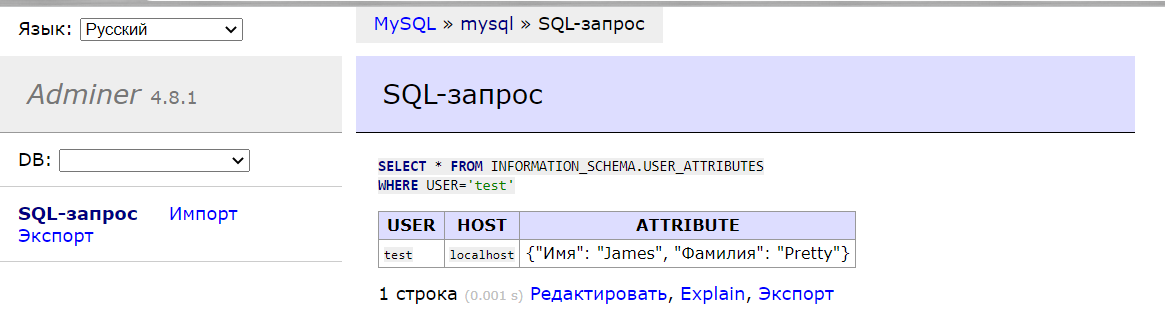 Язык: Русский
MySQL » mysql » SQL-запрос
Adminer 4.8.1
SQL-запрос
DB:
SQL-запрос Импорт
Экспорт
SELECT * FROM INFORMATION_SCHEMA.USER_ATTRIBUTES
WHERE USER='test'
USER HOST ATTRIBUTE
test localhost {"Имя": "James", "Фамилия": "Pretty"}
1 строка (0.001 s) Редактировать, Explain, Экспорт